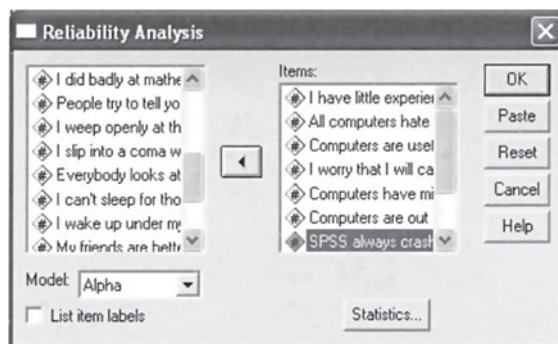 Reliability Analysis
I did badly at mathe
People try to tell yo
I weep openly at th
I slip into a coma w
Everybody looks at
I can't sleep for tho
I wake up under my
My friends are bette
Items:
I have little experier
All computers hate
Computers are usel
I worry that I will ca
Computers have mi
Computers are out
SPSS always crash
OK
Paste
Reset
Cancel
Help
Model: Alpha
List item labels
Statistics...